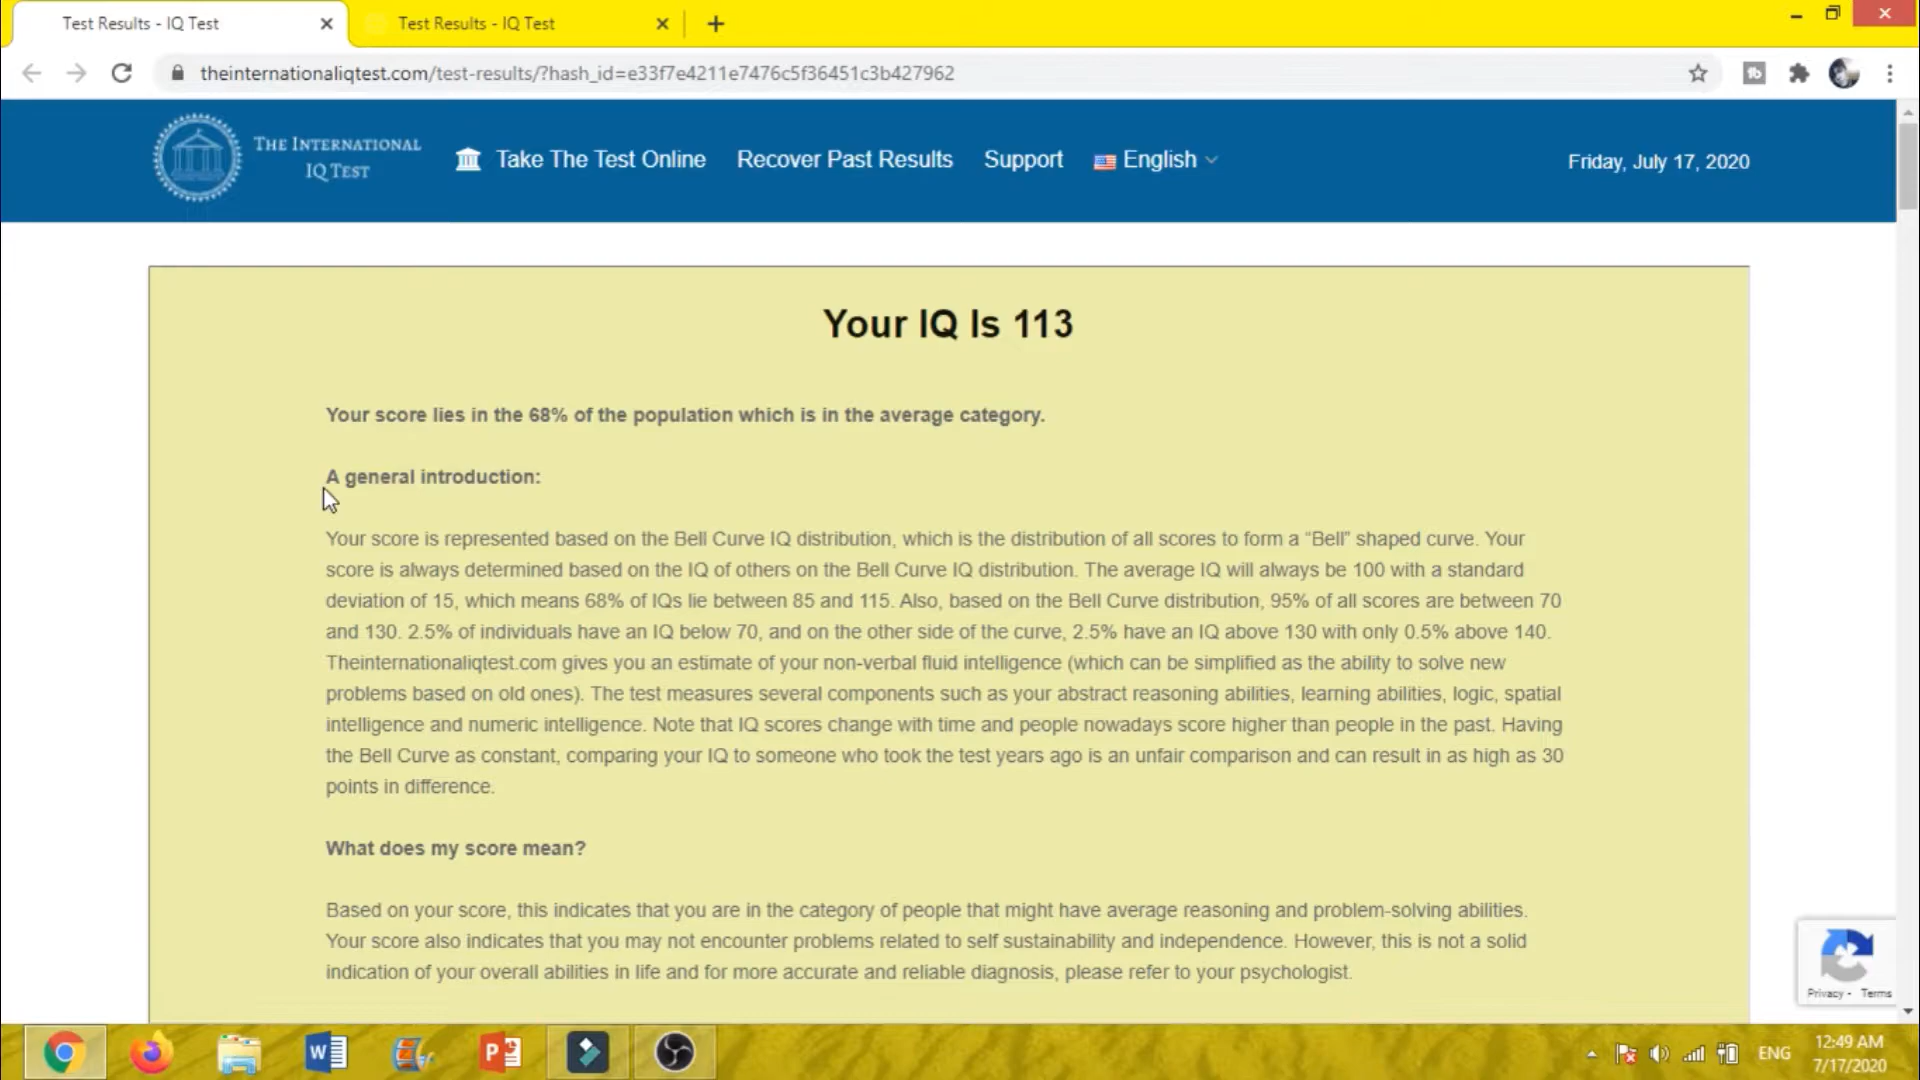 Test Results - IQ Test
Test Results - IQ Test
theinternationaliqtest.com/test-results/?hash_id=e33f7e4211e7476c5f36451c3b427962
THE INTERNATIONAL
IQ TEST
Take The Test Online
Recover Past Results
Support
English
Friday, July 17, 2020
Your IQ Is 113
Your score lies in the 68% of the population which is in the average category.
A general introduction:
Your score is represented based on the Bell Curve IQ distribution, which is the distribution of all scores to form a “Bell” shaped curve. Your
score is always determined based on the IQ of others on the Bell Curve IQ distribution. The average IQ will always be 100 with a standard
deviation of 15, which means 68% of IQs lie between 85 and 115. Also, based on the Bell Curve distribution, 95% of all scores are between 70
and 130. 2.5% of individuals have an IQ below 70, and on the other side of the curve, 2.5% have an IQ above 130 with only 0.5% above 140.
Theinternationaliqtest.com gives you an estimate of your non-verbal fluid intelligence (which can be simplified as the ability to solve new
problems based on old ones). The test measures several components such as your abstract reasoning abilities, learning abilities, logic, spatial
intelligence and numeric intelligence. Note that IQ scores change with time and people nowadays score higher than people in the past. Having
the Bell Curve as constant, comparing your IQ to someone who took the test years ago is an unfair comparison and can result in as high as 30
points in difference.
What does my score mean?
Based on your score, this indicates that you are in the category of people that might have average reasoning and problem-solving abilities.
Your score also indicates that you may not encounter problems related to self sustainability and independence. However, this is not a solid
indication of your overall abilities in life and for more accurate and reliable diagnosis, please refer to your psychologist.
Privacy - Terms
ENG
12:49 AM
7/17/2020